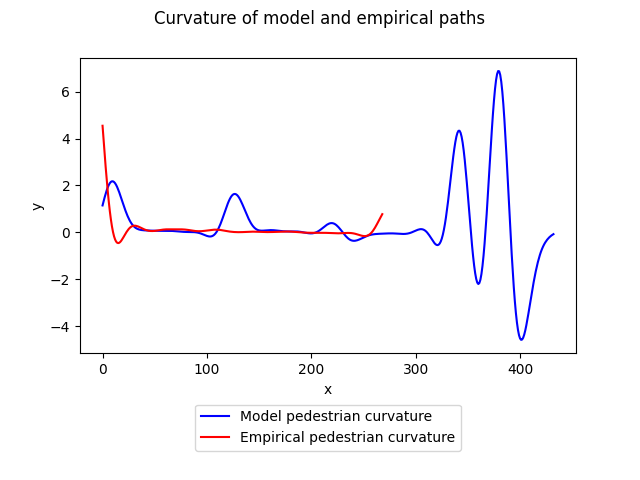 Curvature of model and empirical paths
6
4
2
0
−2
−4
y
0 100 200 300 400
x
Model pedestrian curvature
Empirical pedestrian curvature